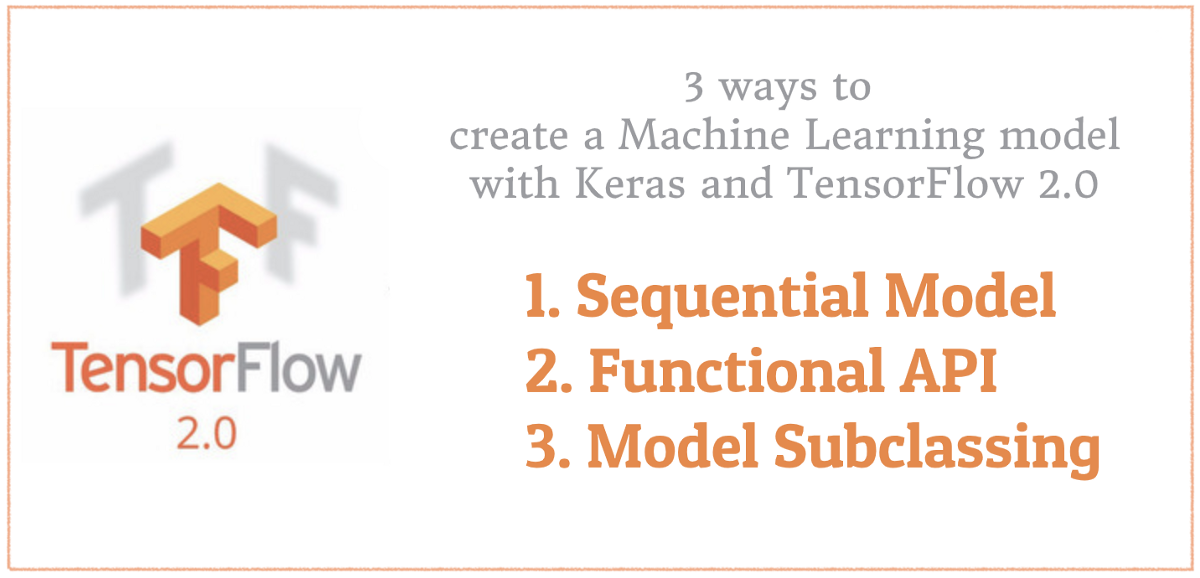 3 ways to
create a Machine Learning model
with Keras and TensorFlow 2.0
TensorFlow
2.0
1. Sequential Model
2. Functional API
3. Model Subclassing